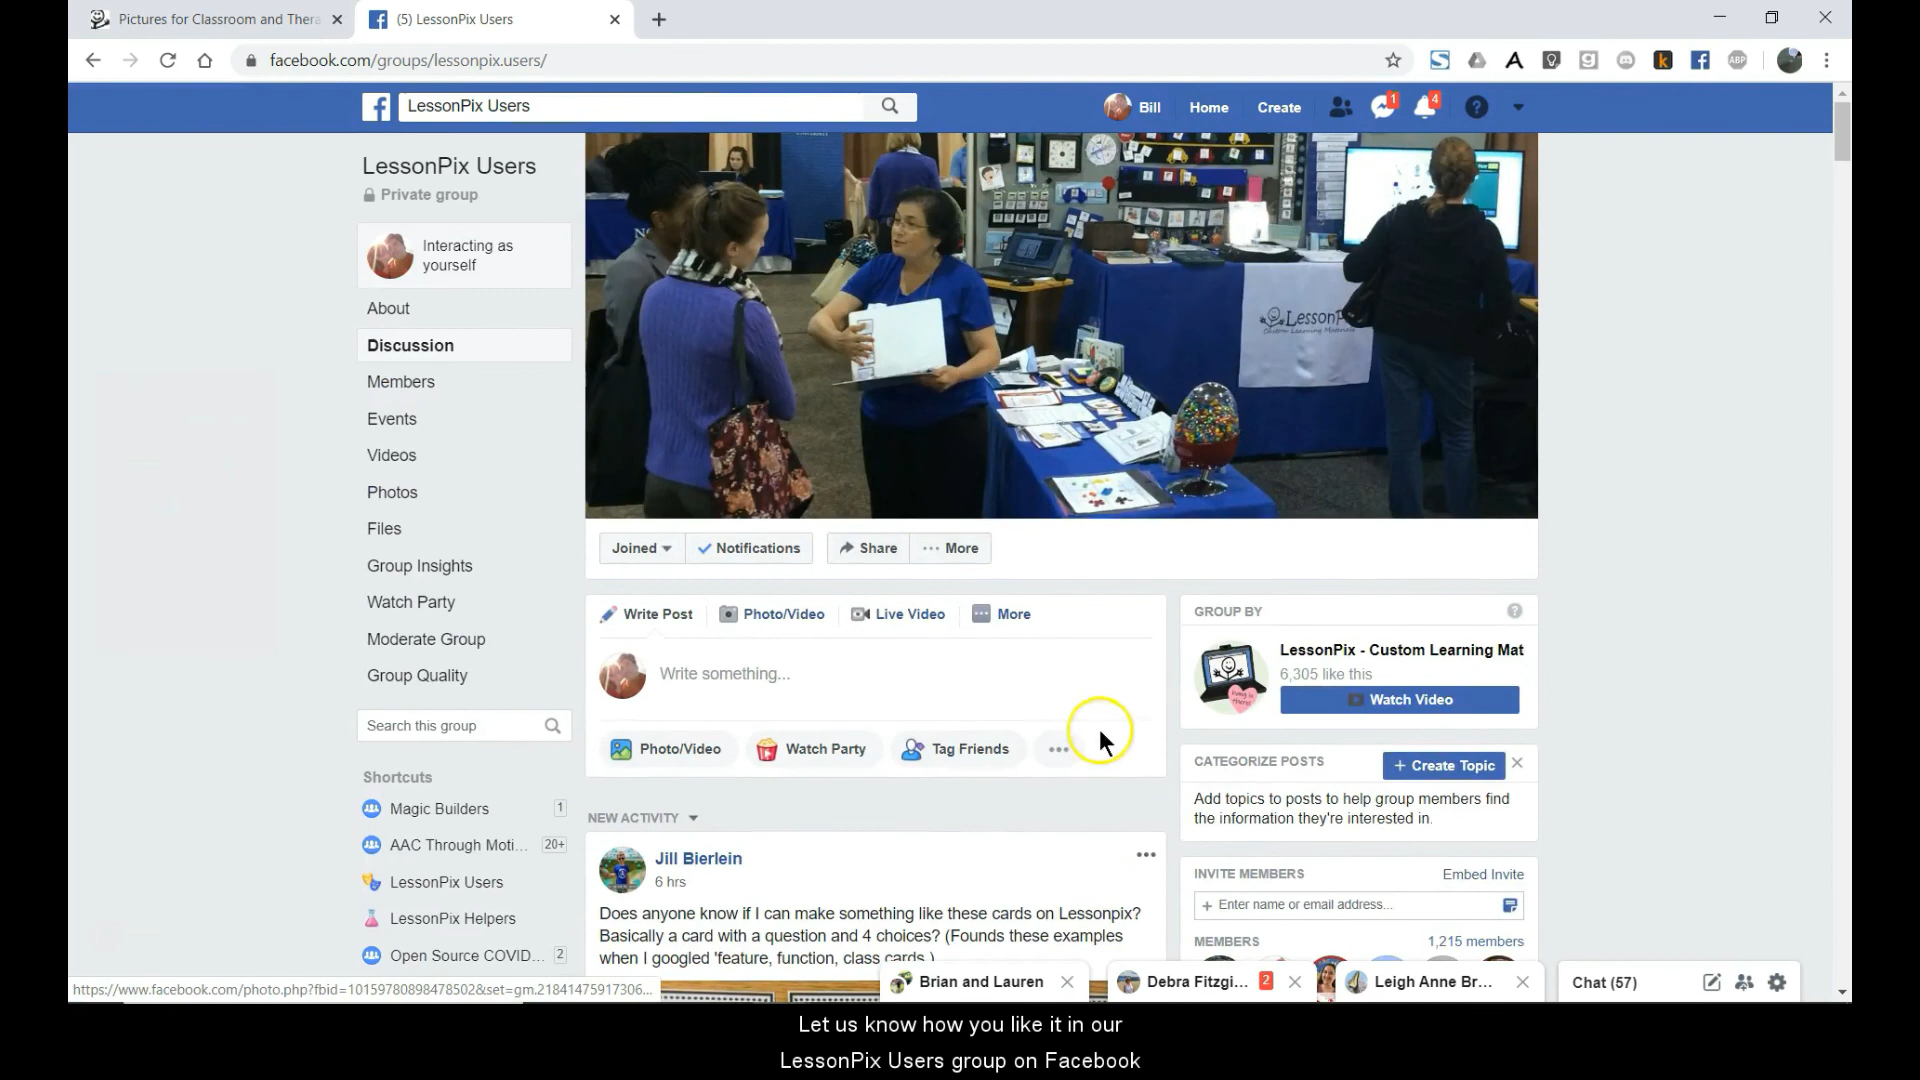 Pictures for Classroom and Thera
(5) LessonPix Users
facebook.com/groups/lessonpix.users/
LessonPix Users
Bill
Home
Create
1
4
LessonPix Users
Private group
Interacting as
yourself
About
Discussion
Members
Events
Videos
Photos
Files
Group Insights
Watch Party
Moderate Group
Group Quality
Search this group
Shortcuts
Magic Builders 1
AAC Through Moti... 20+
LessonPix Users
LessonPix Helpers
Open Source COVID... 2
LessonP
Joined
Notifications
Share
More
Write Post
Photo/Video
Live Video
More
Write something...
Photo/Video
Watch Party
Tag Friends
NEW ACTIVITY
Jill Bierlein
6 hrs
Does anyone know if I can make something like these cards on Lessonpix?
Basically a card with a question and 4 choices? (Founds these examples
when I googled 'feature, function, class cards.)
GROUP BY
LessonPix - Custom Learning Mat
6,305 like this
Watch Video
CATEGORIZE POSTS
+ Create Topic
Add topics to posts to help group members find
the information they're interested in.
INVITE MEMBERS
Embed Invite
+ Enter name or email address...
MEMBERS
1,215 members
https://www.facebook.com/photo.php?fbid=10159780898478502&set=gm.21841475917306...
Brian and Lauren
Debra Fitzgi... 2
Leigh Anne Br...
Chat (57)
Let us know how you like it in our
LessonPix Users group on Facebook